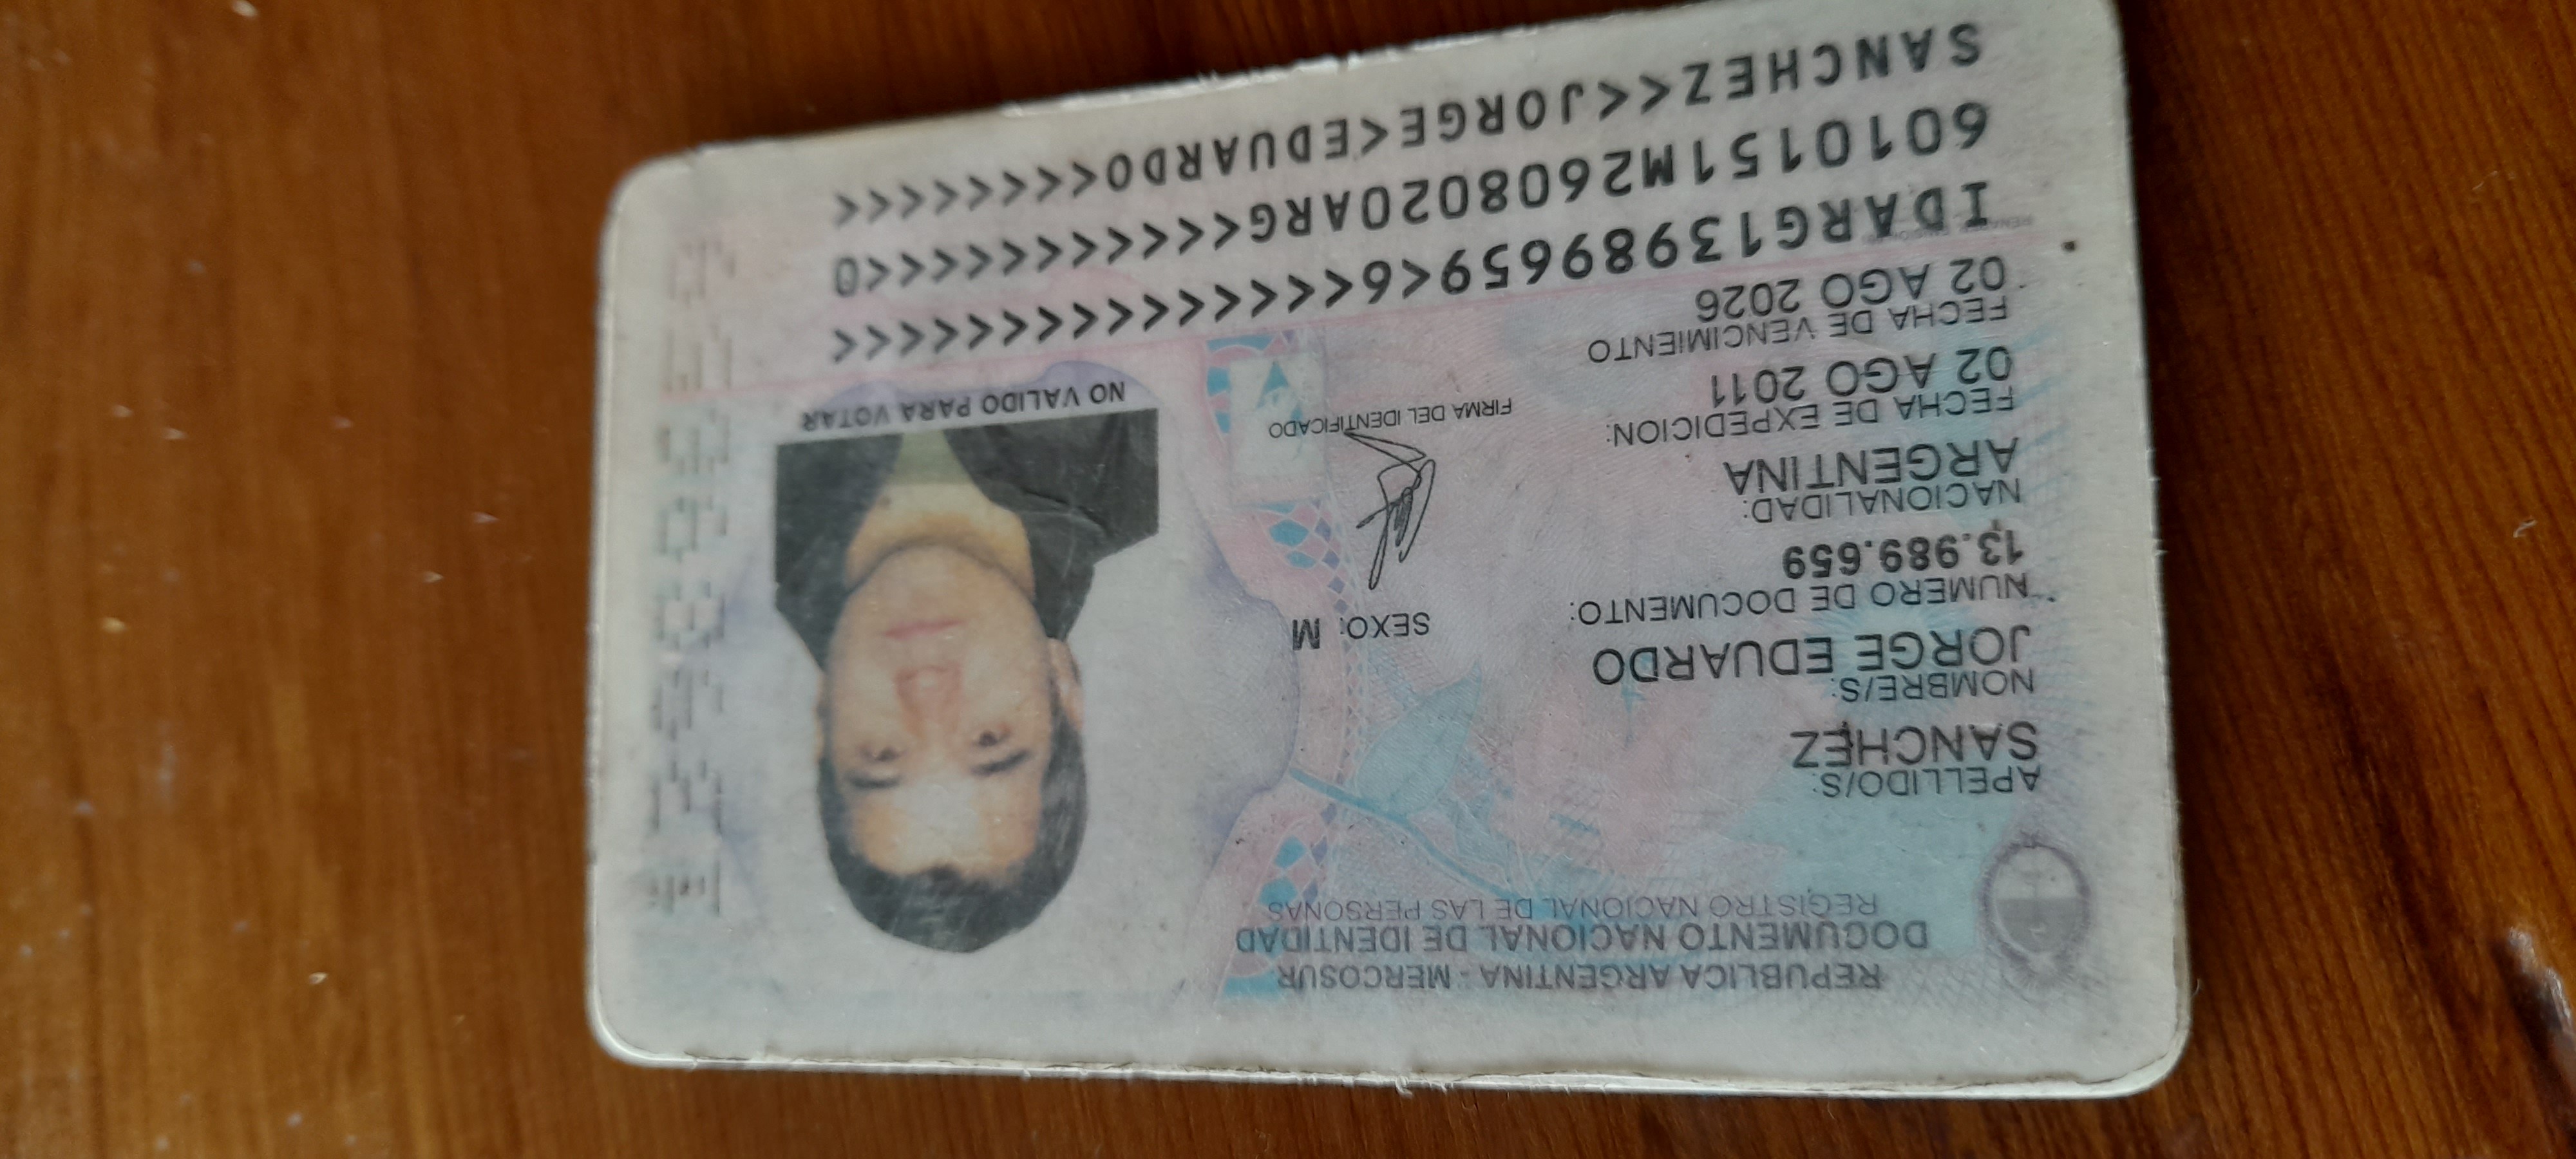 REPUBLICA ARGENTINA - MERCOSUR
DOCUMENTO NACIONAL DE IDENTIDAD
REGISTRO NACIONAL DE LAS PERSONAS
APELLIDO/S:
SANCHEZ
NOMBRE/S:
JORGE EDUARDO
SEXO: M
NUMERO DE DOCUMENTO:
13.989.659
NACIONALIDAD:
ARGENTINA
FECHA DE EXPEDICION:
02 AGO 2011
FIRMA DEL IDENTIFICADO
FECHA DE VENCIMIENTO
02 AGO 2026
NO VALIDO PARA VOTAR
IDARG13989659<6<<<<<<<<<<<<<<<
6010151M2608020ARG<<<<<<<<<<<0
SANCHEZ<<JORGE<EDUARDO<<<<<<<<